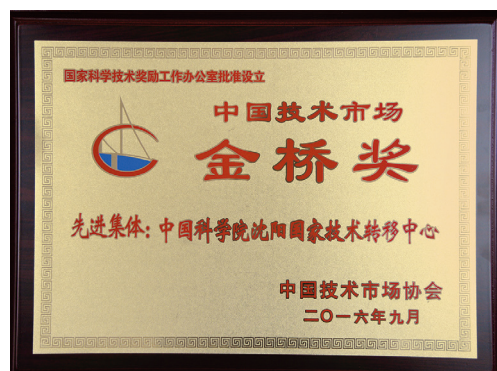 国家科学技术奖励工作办公室批准设立
中国技术市场
金桥奖
先进集体：中国科学院沈阳国家技术转移中心
中国技术市场协会
二〇一六年九月